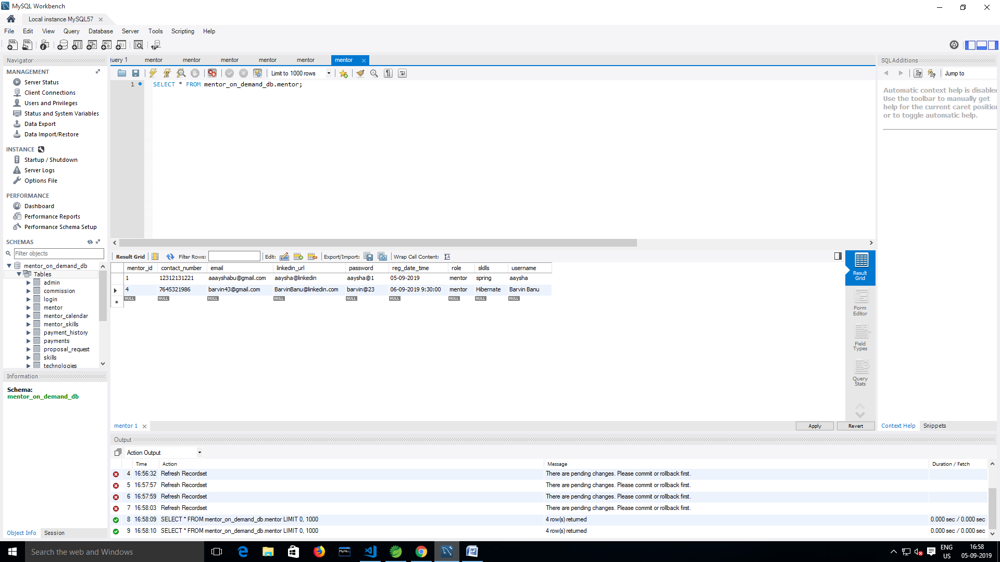 MySQL Workbench
Local instance MySQL57
File Edit View Query Database Server Tools Scripting Help
Navigator
MANAGEMENT
Server Status
Client Connections
Users and Privileges
Status and System Variables
Data Export
Data Import/Restore
INSTANCE
Startup / Shutdown
Server Logs
Options File
PERFORMANCE
Dashboard
Performance Reports
Performance Schema Setup
SCHEMAS
Filter objects
mentor_on_demand_db
Tables
admin
commission
login
mentor
mentor_calendar
mentor_skills
payment_history
payments
proposal_request
skills
technologies
Information
Schema:
mentor_on_demand_db
Object Info Session
uery 1 mentor mentor mentor mentor mentor mentor
Limit to 1000 rows
1 SELECT * FROM mentor_on_demand_db.mentor;
Result Grid Filter Rows: Edit: Export/Import: Wrap Cell Content:
mentor_id contact_number email linkedin_url password reg_date_time role skills username
1 12312131221 aaayshabu@gmail.com aaysha@linkedin aaysha@1 05-09-2019 mentor spring aaysha
4 7645321986 barvin43@gmail.com BarvinBanu@linkedin.com barvin@23 06-09-2019 9:30:00 mentor Hibernate Barvin Banu
NULL NULL NULL NULL NULL NULL NULL NULL NULL
Result
Grid
Form
Editor
Field
Types
Query
Stats
mentor 1
Apply Revert
SQLAdditions
Jump to
Automatic context help is disabled
Use the toolbar to manually get
help for the current caret position
or to toggle automatic help.
Context Help Snippets
Output
Action Output
Time Action Message Duration / Fetch
4 16:56:32 Refresh Recordset There are pending changes. Please commit or rollback first.
5 16:57:57 Refresh Recordset There are pending changes. Please commit or rollback first.
6 16:57:59 Refresh Recordset There are pending changes. Please commit or rollback first.
7 16:58:03 Refresh Recordset There are pending changes. Please commit or rollback first.
8 16:58:09 SELECT * FROM mentor_on_demand_db.mentor LIMIT 0, 1000 4 row(s) returned 0.000 sec / 0.000 sec
9 16:58:10 SELECT * FROM mentor_on_demand_db.mentor LIMIT 0, 1000 4 row(s) returned 0.000 sec / 0.000 sec
Search the web and Windows
ENG
US
16:58
05-09-2019